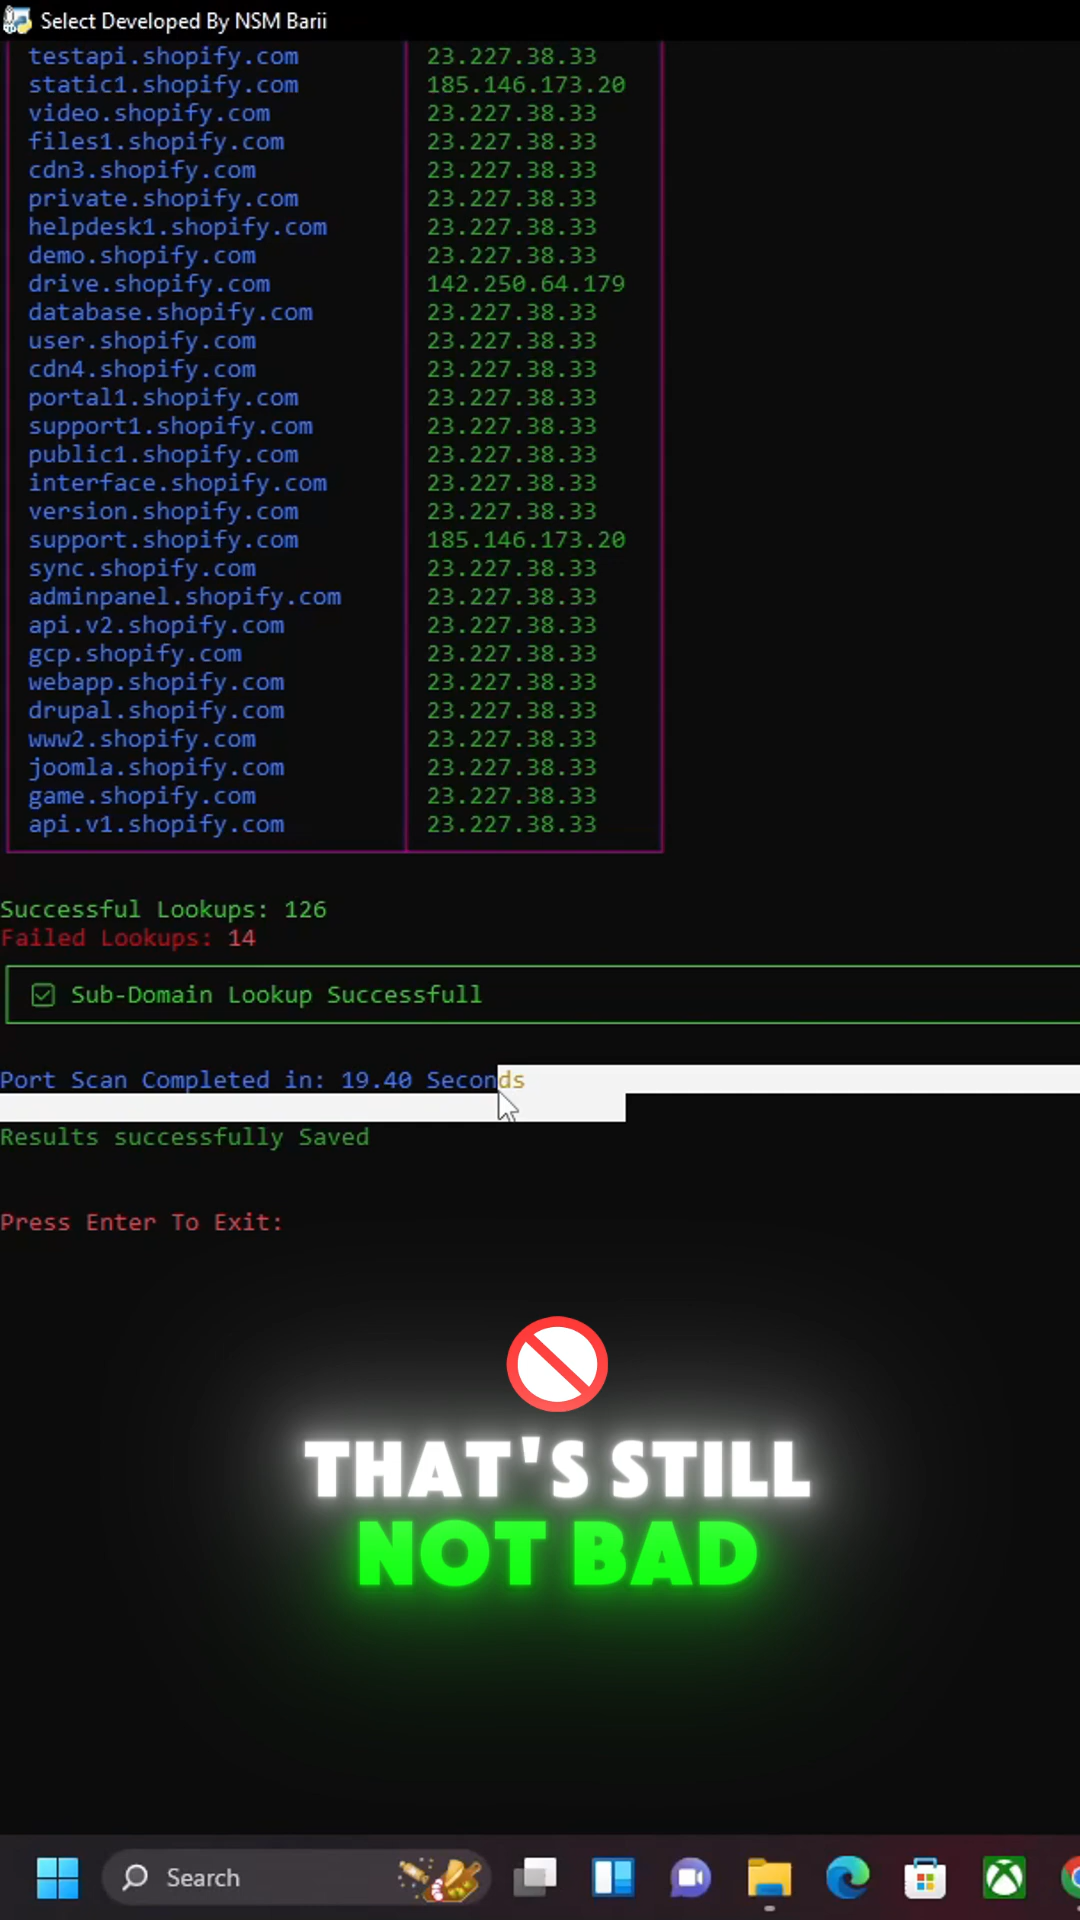 Select Developed By NSM Barii
testapi.shopify.com 23.227.38.33
static1.shopify.com 185.146.173.20
video.shopify.com 23.227.38.33
files1.shopify.com 23.227.38.33
cdn3.shopify.com 23.227.38.33
private.shopify.com 23.227.38.33
helpdesk1.shopify.com 23.227.38.33
demo.shopify.com 23.227.38.33
drive.shopify.com 142.250.64.179
database.shopify.com 23.227.38.33
user.shopify.com 23.227.38.33
cdn4.shopify.com 23.227.38.33
portal1.shopify.com 23.227.38.33
support1.shopify.com 23.227.38.33
public1.shopify.com 23.227.38.33
interface.shopify.com 23.227.38.33
version.shopify.com 23.227.38.33
support.shopify.com 185.146.173.20
sync.shopify.com 23.227.38.33
adminpanel.shopify.com 23.227.38.33
api.v2.shopify.com 23.227.38.33
gcp.shopify.com 23.227.38.33
webapp.shopify.com 23.227.38.33
drupal.shopify.com 23.227.38.33
www2.shopify.com 23.227.38.33
joomla.shopify.com 23.227.38.33
game.shopify.com 23.227.38.33
api.v1.shopify.com 23.227.38.33
Successful Lookups: 126
Failed Lookups: 14
Sub-Domain Lookup Successfull
Port Scan Completed in: 19.40 Seconds
Results successfully Saved
Press Enter To Exit:
THAT'S STILL
NOT BAD
Search